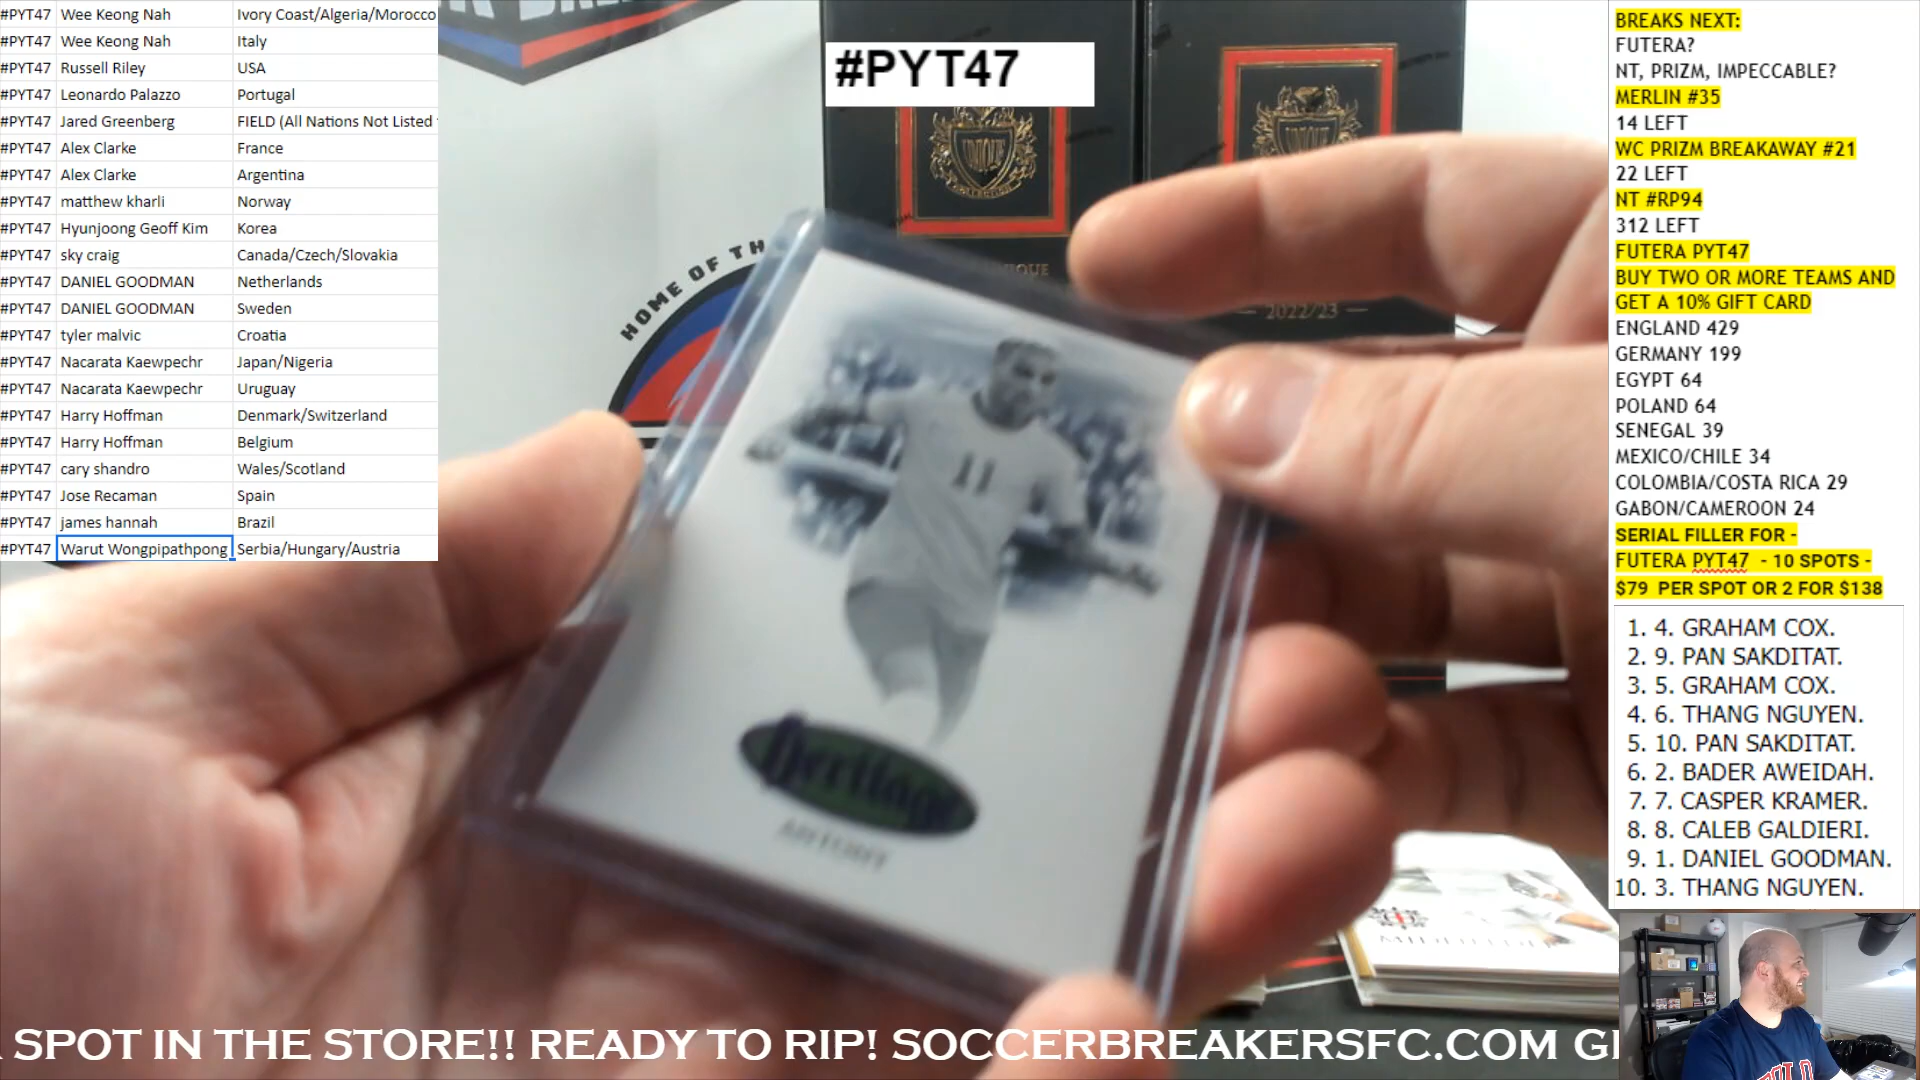 #PYT47 Wee Keong Nah Ivory Coast/Algeria/Morocco
#PYT47 Wee Keong Nah Italy
#PYT47 Russell Riley USA
#PYT47 Leonardo Palazzo Portugal
#PYT47 Jared Greenberg FIELD (All Nations Not Listed
#PYT47 Alex Clarke France
#PYT47 Alex Clarke Argentina
#PYT47 matthew kharli Norway
#PYT47 Hyunjoong Geoff Kim Korea
#PYT47 sky craig Canada/Czech/Slovakia
#PYT47 DANIEL GOODMAN Netherlands
#PYT47 DANIEL GOODMAN Sweden
#PYT47 tyler malvic Croatia
#PYT47 Nacarata Kaewpechr Japan/Nigeria
#PYT47 Nacarata Kaewpechr Uruguay
#PYT47 Harry Hoffman Denmark/Switzerland
#PYT47 Harry Hoffman Belgium
#PYT47 cary shandro Wales/Scotland
#PYT47 Jose Recaman Spain
#PYT47 james hannah Brazil
#PYT47 Warut Wongpipathpong Serbia/Hungary/Austria
#PYT47
UNIQUE
UNIQUE
HOME OF TH
2022/23
11
Heritage
ANTONY
BREAKS NEXT:
FUTERA?
NT, PRIZM, IMPECCABLE?
MERLIN #35
14 LEFT
WC PRIZM BREAKAWAY #21
22 LEFT
NT #RP94
312 LEFT
FUTERA PYT47
BUY TWO OR MORE TEAMS AND
GET A 10% GIFT CARD
ENGLAND 429
GERMANY 199
EGYPT 64
POLAND 64
SENEGAL 39
MEXICO/CHILE 34
COLOMBIA/COSTA RICA 29
GABON/CAMEROON 24
SERIAL FILLER FOR -
FUTERA PYT47 - 10 SPOTS -
$79 PER SPOT OR 2 FOR $138
1. 4. GRAHAM COX.
2. 9. PAN SAKDITAT.
3. 5. GRAHAM COX.
4. 6. THANG NGUYEN.
5. 10. PAN SAKDITAT.
6. 2. BADER AWEIDAH.
7. 7. CASPER KRAMER.
8. 8. CALEB GALDIERI.
9. 1. DANIEL GOODMAN.
10. 3. THANG NGUYEN.
SPOT IN THE STORE!! READY TO RIP! SOCCERBREAKERSFC.COM